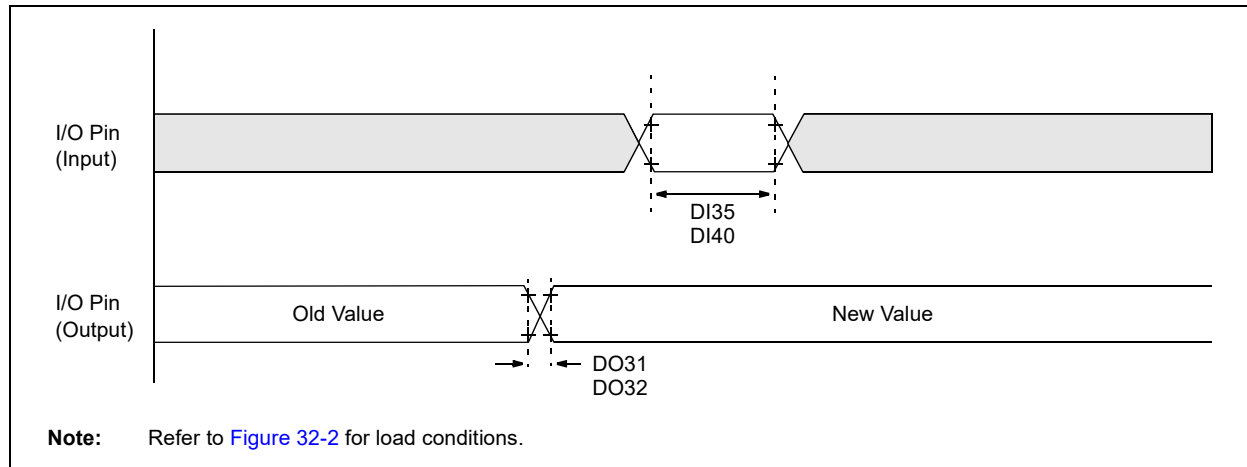 I/O Pin
(Input)
DI35
DI40
I/O Pin
(Output)
Old Value
New Value
DO31
DO32
Note: Refer to Figure 32-2 for load conditions.